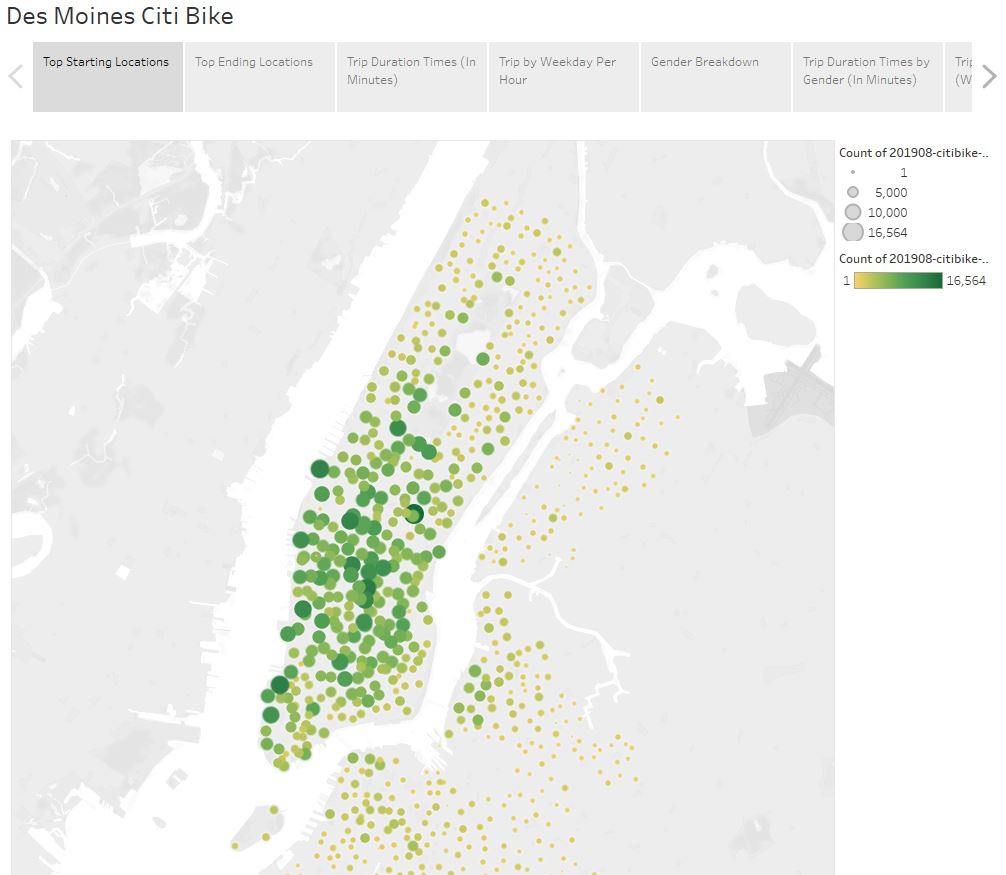 Des Moines Citi Bike
Top Starting Locations
Top Ending Locations
Trip Duration Times (In
Minutes)
Trip by Weekday Per
Hour
Gender Breakdown
Trip Duration Times by
Gender (In Minutes)
Trip
(W
Count of 201908-citibike-..
1
5,000
10,000
16,564
Count of 201908-citibike-..
1 16,564